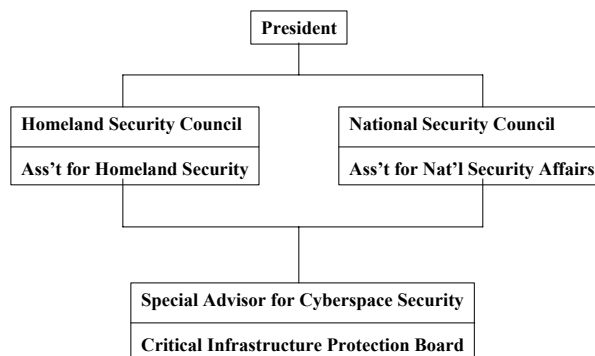 President
Homeland Security Council
Ass’t for Homeland Security
National Security Council
Ass’t for Nat’l Security Affairs
Special Advisor for Cyberspace Security
Critical Infrastructure Protection Board